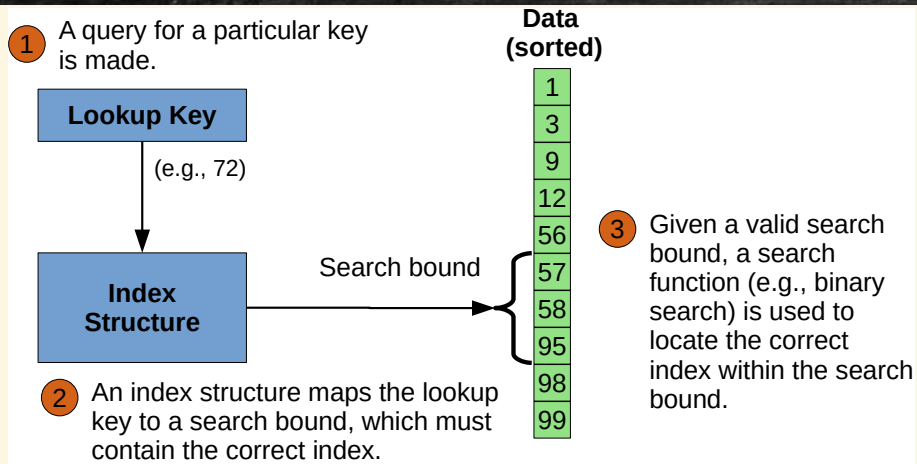 1 A query for a particular key
is made.
Lookup Key
(e.g., 72)
Index
Structure
Search bound
2 An index structure maps the lookup
key to a search bound, which must
contain the correct index.
Data
(sorted)
1
3
9
12
56
57
58
95
98
99
3 Given a valid search
bound, a search
function (e.g., binary
search) is used to
locate the correct
index within the search
bound.